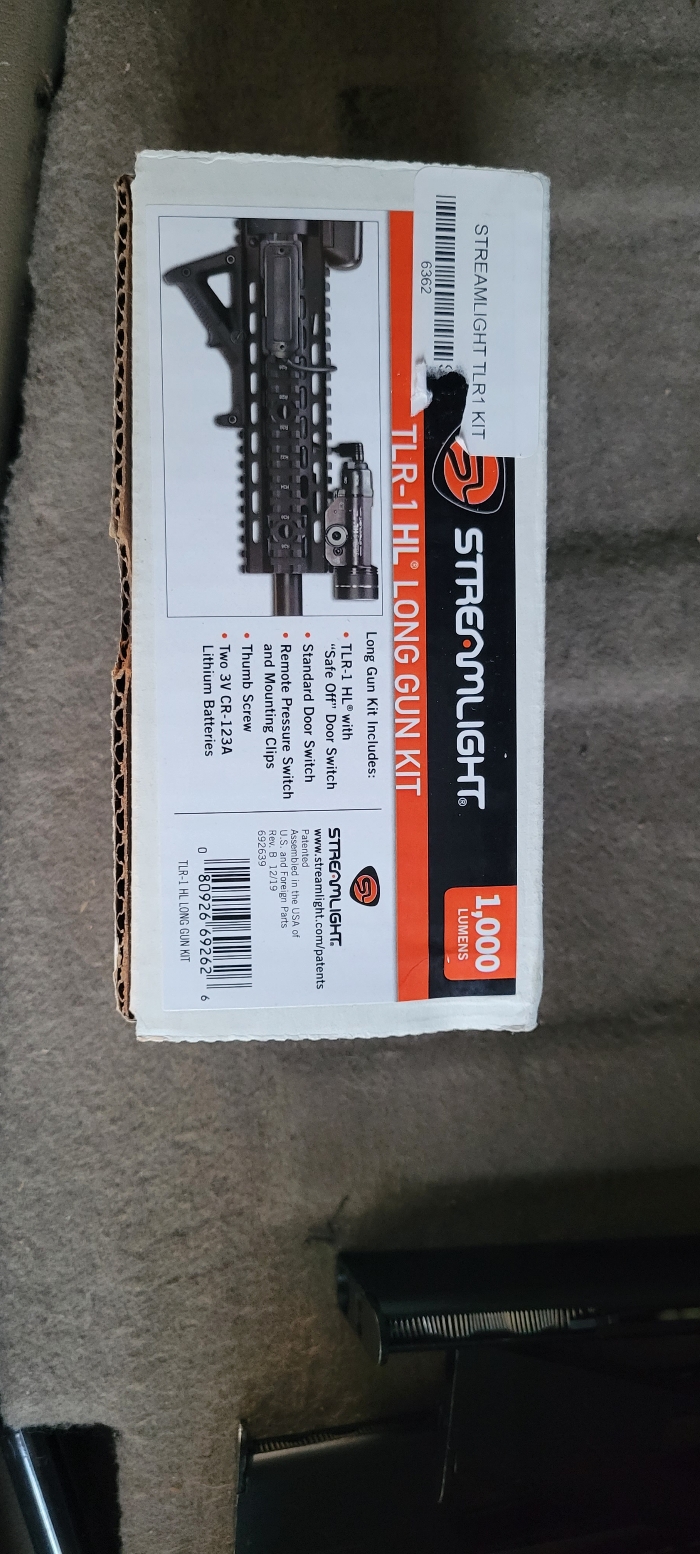 STREAMLIGHT TLR1 KIT
6362
STREAMLIGHT®
1,000
LUMENS
TLR-1 HL® LONG GUN KIT
Long Gun Kit Includes:
• TLR-1 HL® with
"Safe Off" Door Switch
• Standard Door Switch
• Remote Pressure Switch
and Mounting Clips
• Thumb Screw
• Two 3V CR-123A
Lithium Batteries
STREAMLIGHT®
www.streamlight.com/patents
Patented
Assembled in the USA of
U.S. and Foreign Parts
Rev. B 12/19
692639
0 80926 69262 6
TLR-1 HL LONG GUN KIT